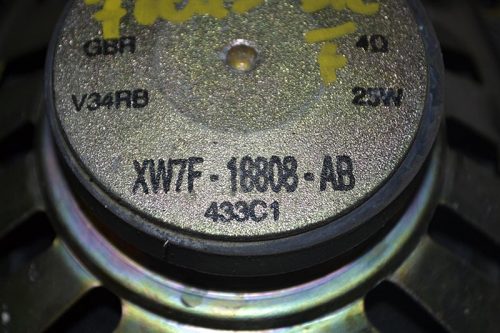 GBR 4Ω
V34RB 25W
XW7F - 18808 - AB
433C1